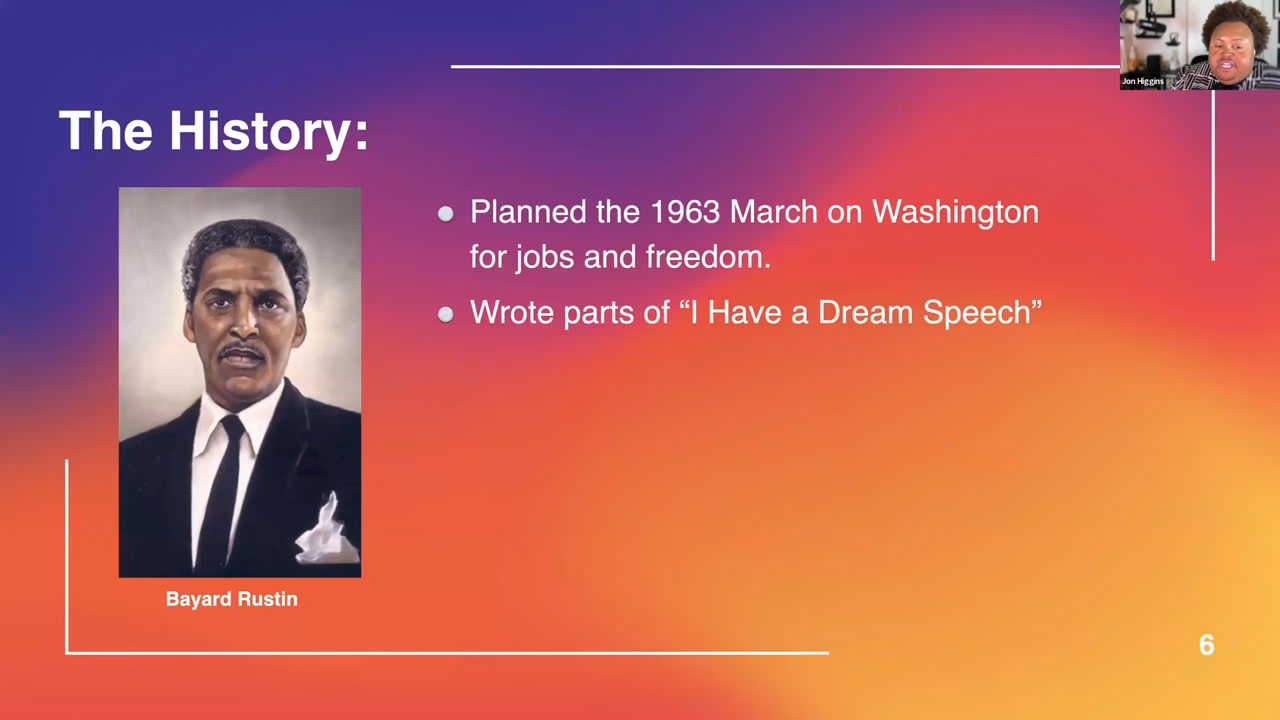 Jon Higgins
The History:
Planned the 1963 March on Washington
for jobs and freedom.
Wrote parts of “I Have a Dream Speech”
Bayard Rustin
6